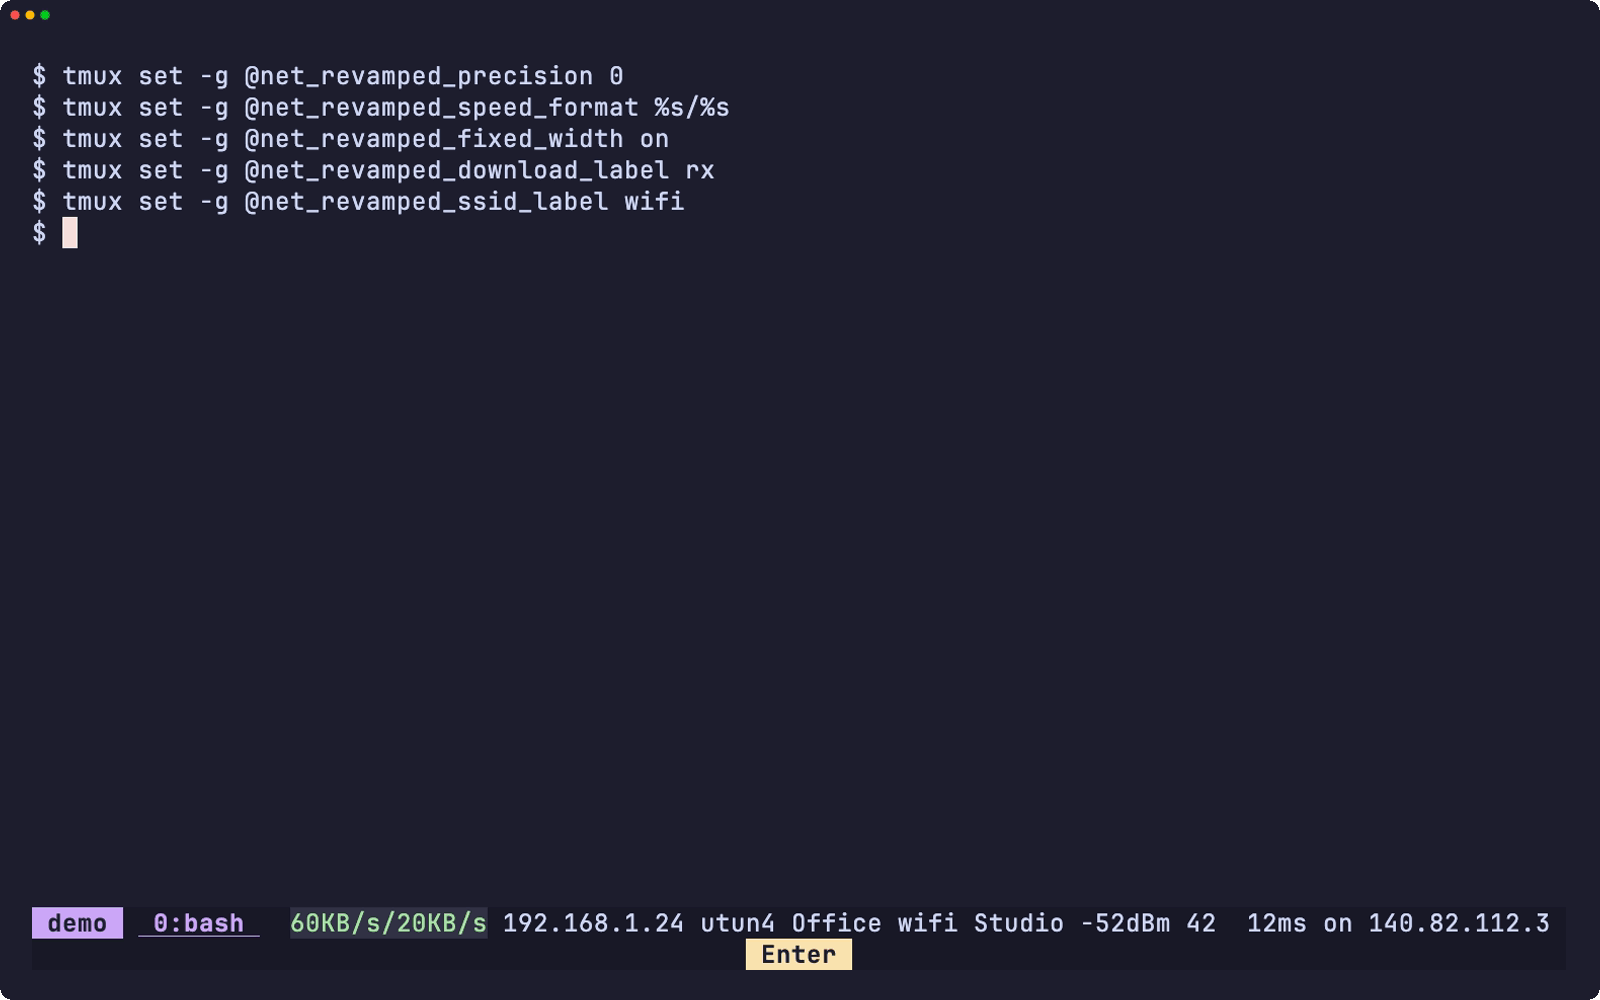 $ tmux set -g @net_revamped_precision 0
$ tmux set -g @net_revamped_speed_format %s/%s
$ tmux set -g @net_revamped_fixed_width on
$ tmux set -g @net_revamped_download_label rx
$ tmux set -g @net_revamped_ssid_label wifi
$
demo 0:bash 60KB/s/20KB/s 192.168.1.24 utun4 Office wifi Studio -52dBm 42  12ms on 140.82.112.3
Enter